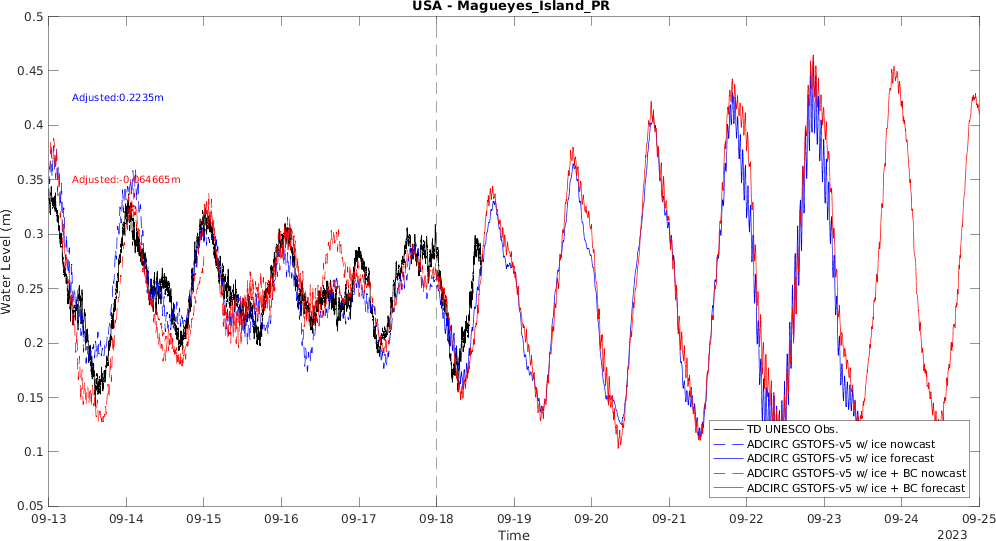 USA - Magueyes_Island_PR
0.5
0.45
0.4
0.35
0.3
0.25
0.2
0.15
0.1
0.05
Water Level (m)
Adjusted:0.2235m
Adjusted:-0.064665m
TD UNESCO Obs.
ADCIRC GSTOFS-v5 w/ ice nowcast
ADCIRC GSTOFS-v5 w/ ice forecast
ADCIRC GSTOFS-v5 w/ ice + BC nowcast
ADCIRC GSTOFS-v5 w/ ice + BC forecast
09-13 09-14 09-15 09-16 09-17 09-18 09-19 09-20 09-21 09-22 09-23 09-24 09-25
Time
2023